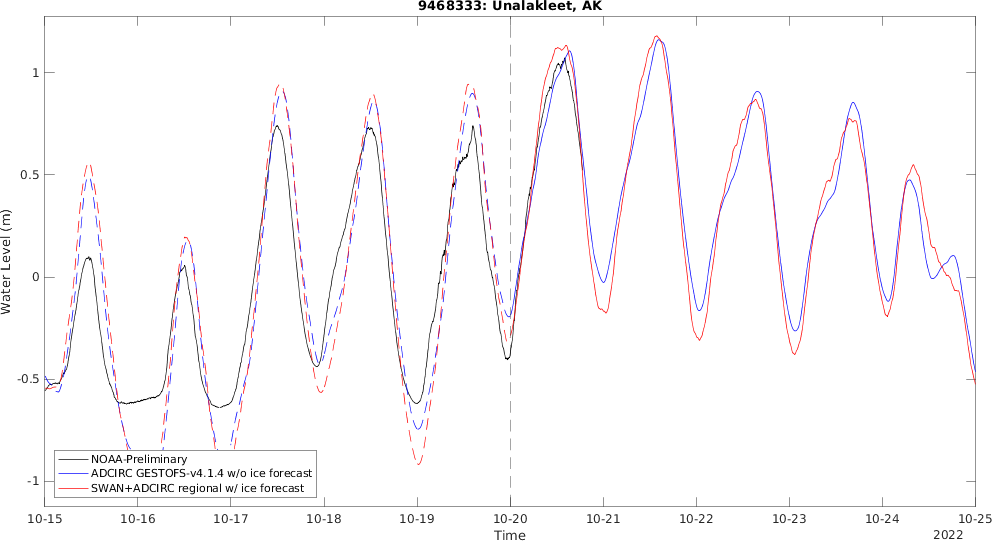 9468333: Unalakleet, AK
Water Level (m)
1
0.5
0
-0.5
-1
NOAA-Preliminary
ADCIRC GESTOFS-v4.1.4 w/o ice forecast
SWAN+ADCIRC regional w/ ice forecast
10-15 10-16 10-17 10-18 10-19 10-20 10-21 10-22 10-23 10-24 10-25
Time
2022